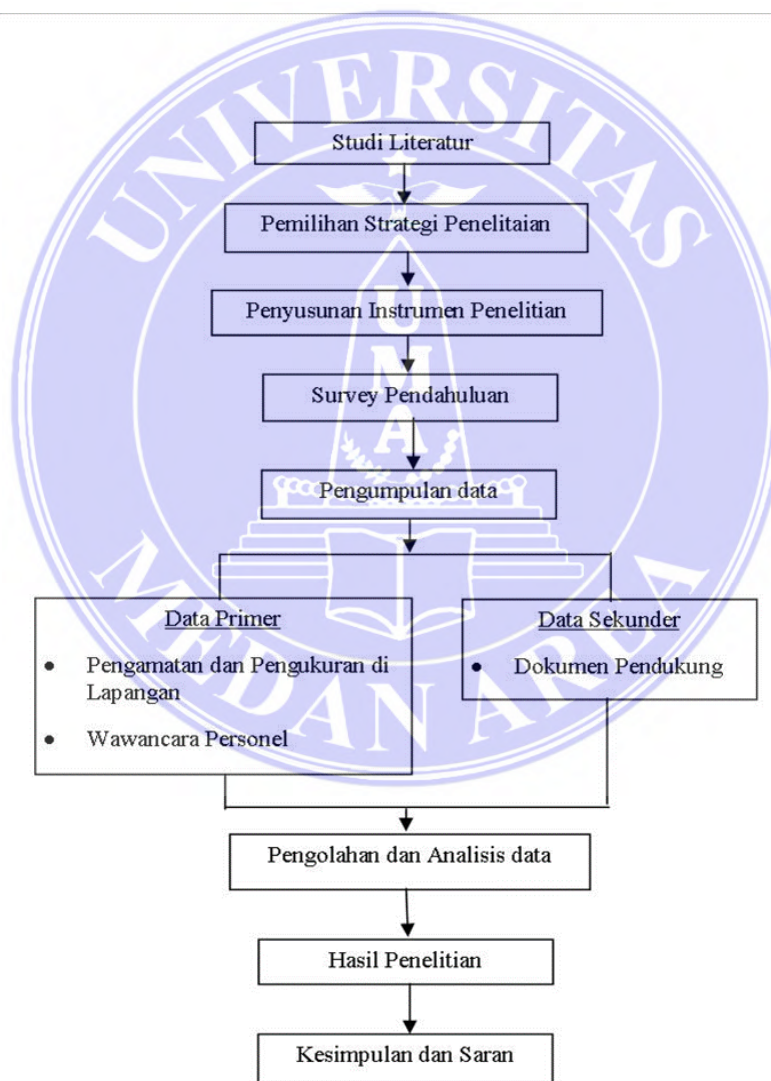 UNIVERSITAS
Studi Literatur
Pemilihan Strategi Penelitaian
Penyusunan Instrumen Penelitian
UMA
Survey Pendahuluan
Pengumpulan data
Data Primer
• Pengamatan dan Pengukuran di
Lapangan
• Wawancara Personel
Data Sekunder
• Dokumen Pendukung
MEDAN AREA
Pengolahan dan Analisis data
Hasil Penelitian
Kesimpulan dan Saran